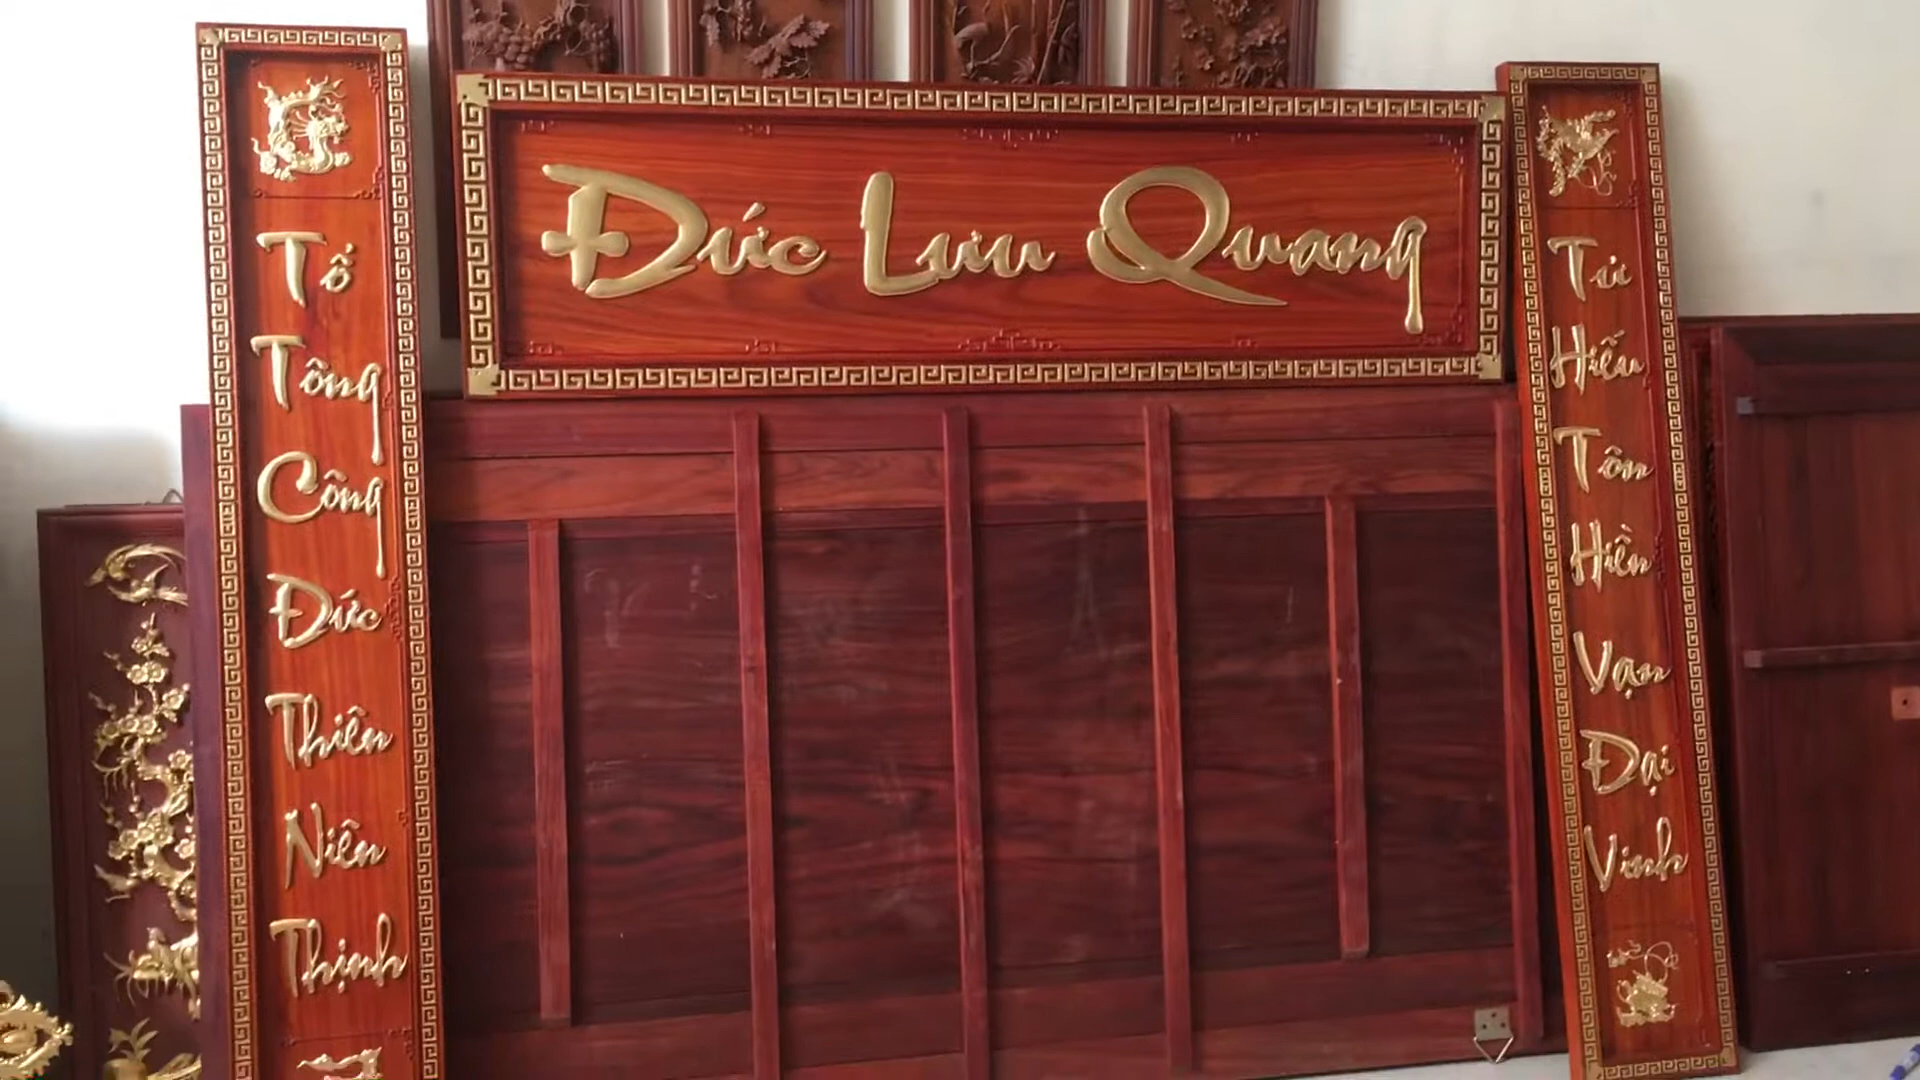 Đức Lưu Quang
Tổ
Tông
Công
Đức
Thiên
Niên
Thịnh
Tử
Hiếu
Tôn
Hiền
Vạn
Đại
Vinh